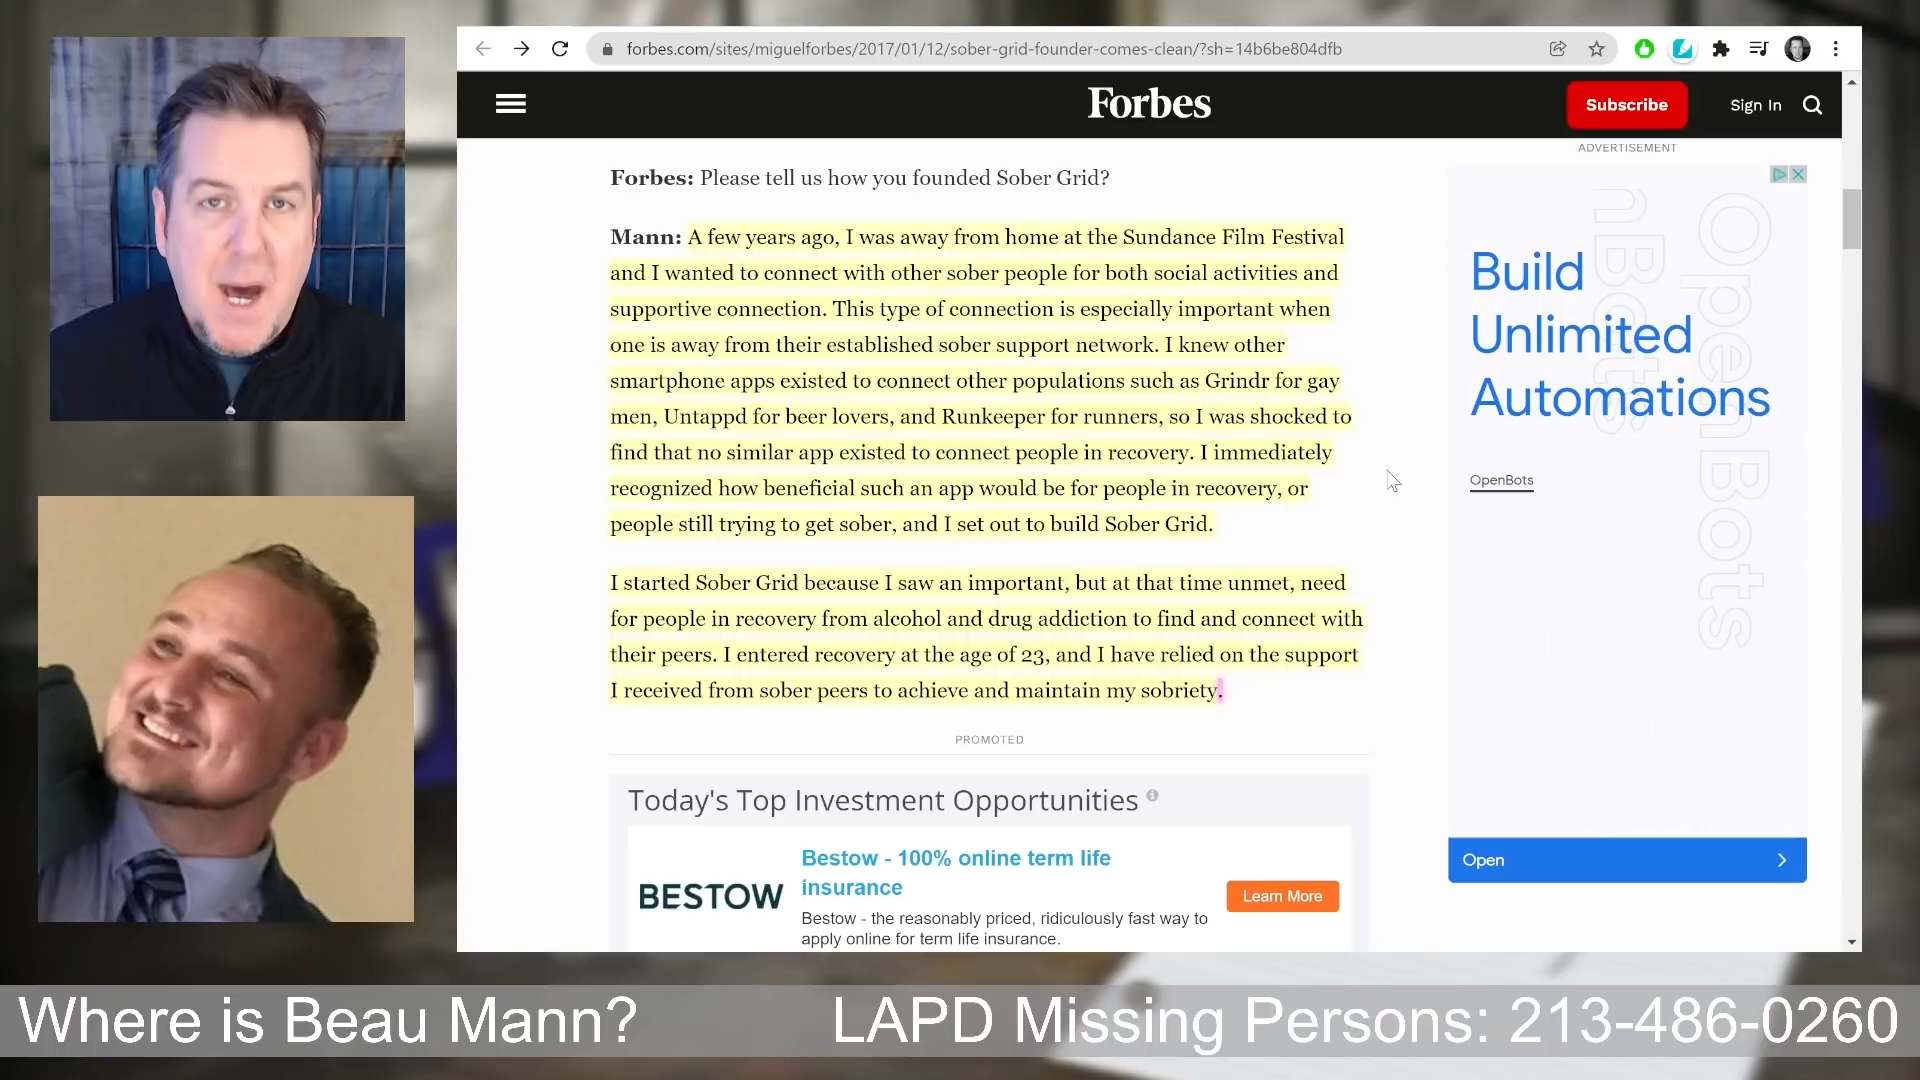 forbes.com/sites/miguelforbes/2017/01/12/sober-grid-founder-comes-clean/?sh=14b6be804dfb
Forbes
Subscribe
Sign In
ADVERTISEMENT
Forbes: Please tell us how you founded Sober Grid?
Mann: A few years ago, I was away from home at the Sundance Film Festival
and I wanted to connect with other sober people for both social activities and
supportive connection. This type of connection is especially important when
one is away from their established sober support network. I knew other
smartphone apps existed to connect other populations such as Grindr for gay
men, Untappd for beer lovers, and Runkeeper for runners, so I was shocked to
find that no similar app existed to connect people in recovery. I immediately
recognized how beneficial such an app would be for people in recovery, or
people still trying to get sober, and I set out to build Sober Grid.
I started Sober Grid because I saw an important, but at that time unmet, need
for people in recovery from alcohol and drug addiction to find and connect with
their peers. I entered recovery at the age of 23, and I have relied on the support
I received from sober peers to achieve and maintain my sobriety.
PROMOTED
Today's Top Investment Opportunities
BESTOW
Bestow - 100% online term life
insurance
Bestow - the reasonably priced, ridiculously fast way to
apply online for term life insurance.
Learn More
Build
Unlimited
Automations
OpenBots
OpenBots
nBots
Bots
Open
Where is Beau Mann?
LAPD Missing Persons: 213-486-0260